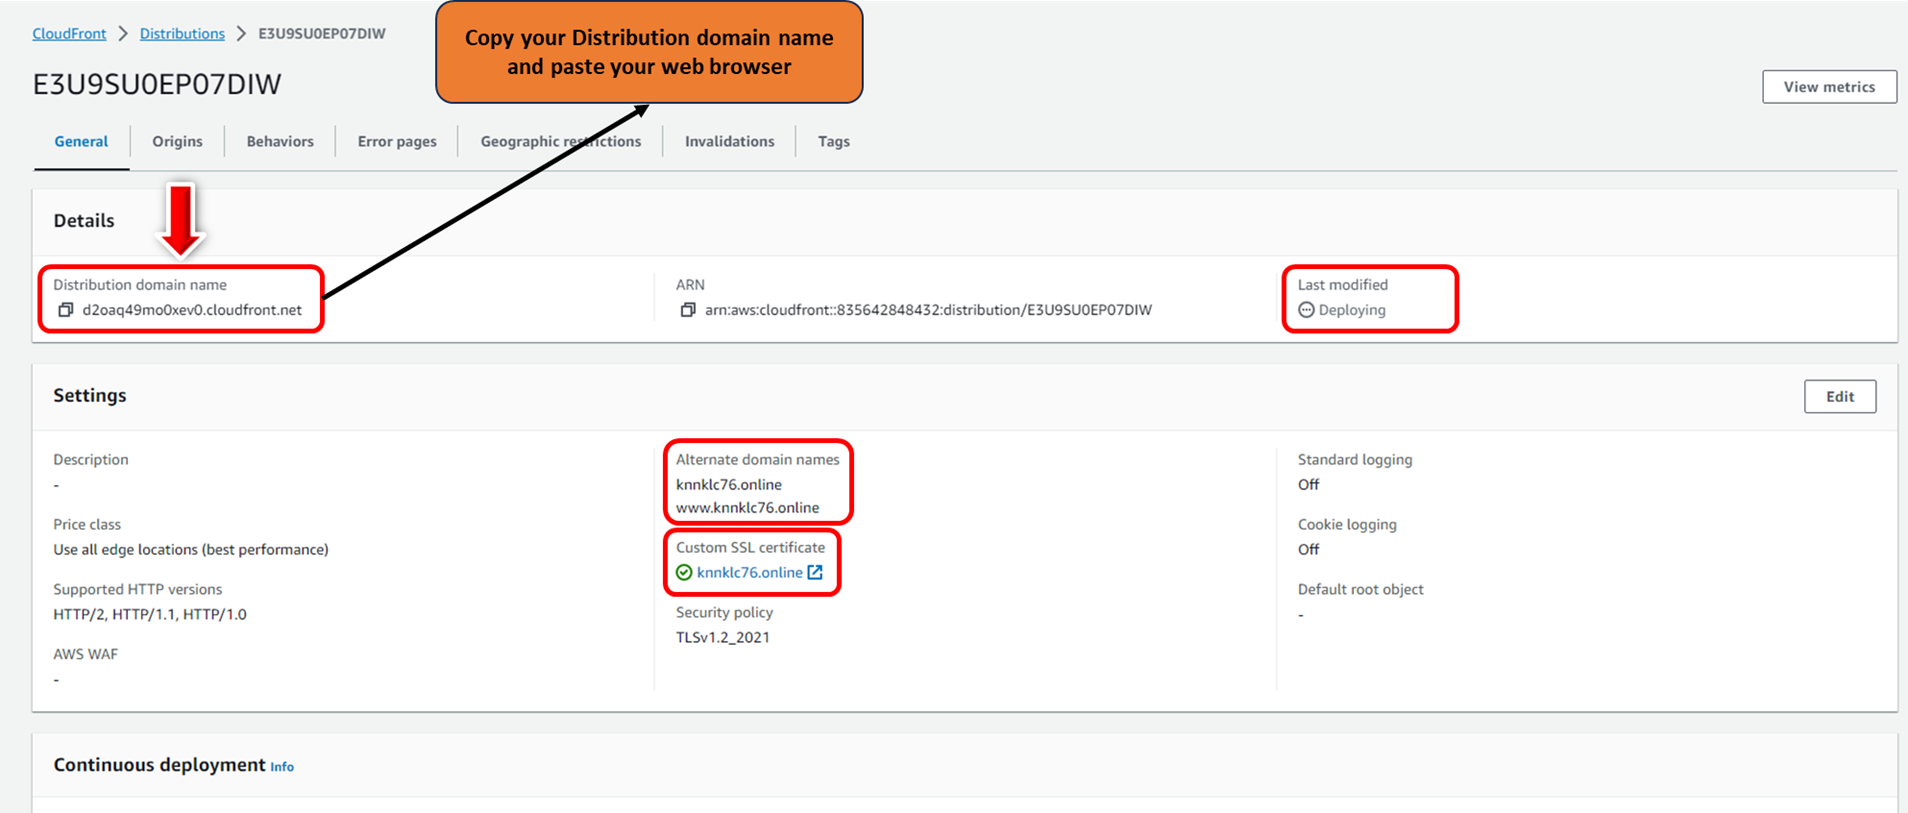 CloudFront > Distributions > E3U9SU0EP07DIW
Copy your Distribution domain name
and paste your web browser
E3U9SU0EP07DIW
View metrics
General Origins Behaviors Error pages Geographic restrictions Invalidations Tags
Details
Distribution domain name
d2oaq49mo0xev0.cloudfront.net
ARN
arn:aws:cloudfront::835642848432:distribution/E3U9SU0EP07DIW
Last modified
Deploying
Settings
Edit
Description
-
Price class
Use all edge locations (best performance)
Supported HTTP versions
HTTP/2, HTTP/1.1, HTTP/1.0
AWS WAF
-
Alternate domain names
knnklc76.online
www.knnklc76.online
Custom SSL certificate
knnklc76.online
Security policy
TLSv1.2_2021
Standard logging
Off
Cookie logging
Off
Default root object
-
Continuous deployment Info